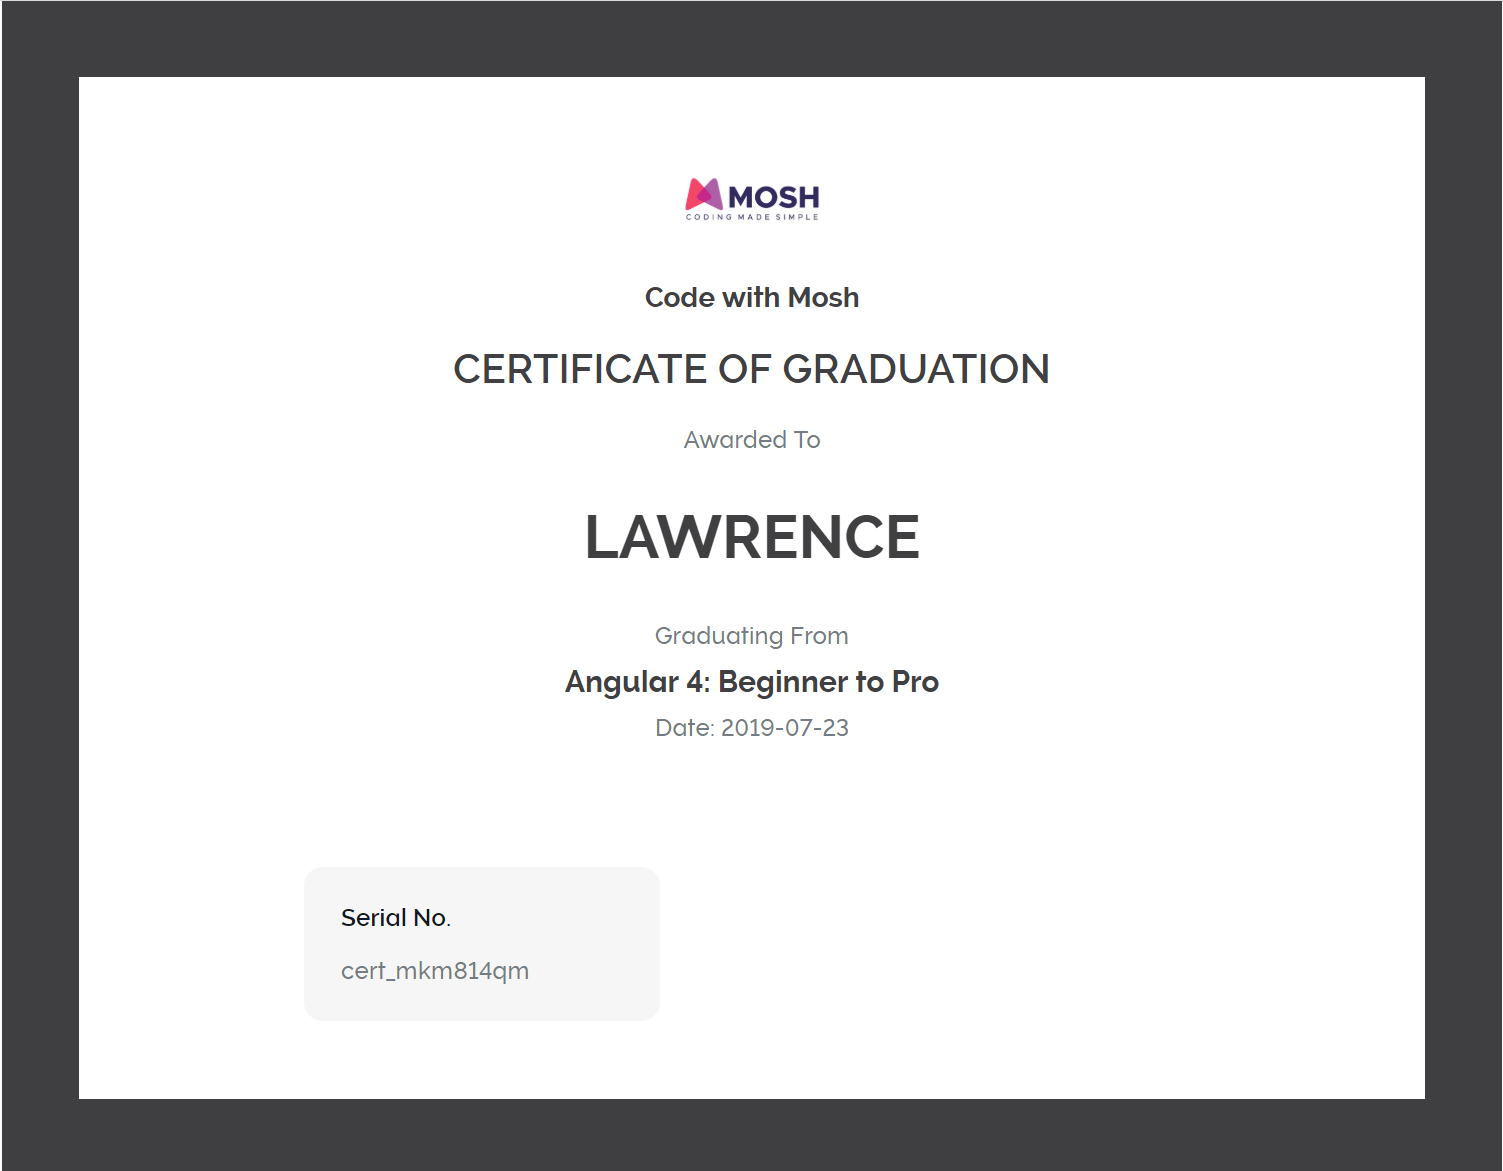 MOSH
CODING MADE SIMPLE
Code with Mosh
CERTIFICATE OF GRADUATION
Awarded To
LAWRENCE
Graduating From
Angular 4: Beginner to Pro
Date: 2019-07-23
Serial No.
cert_mkm814qm